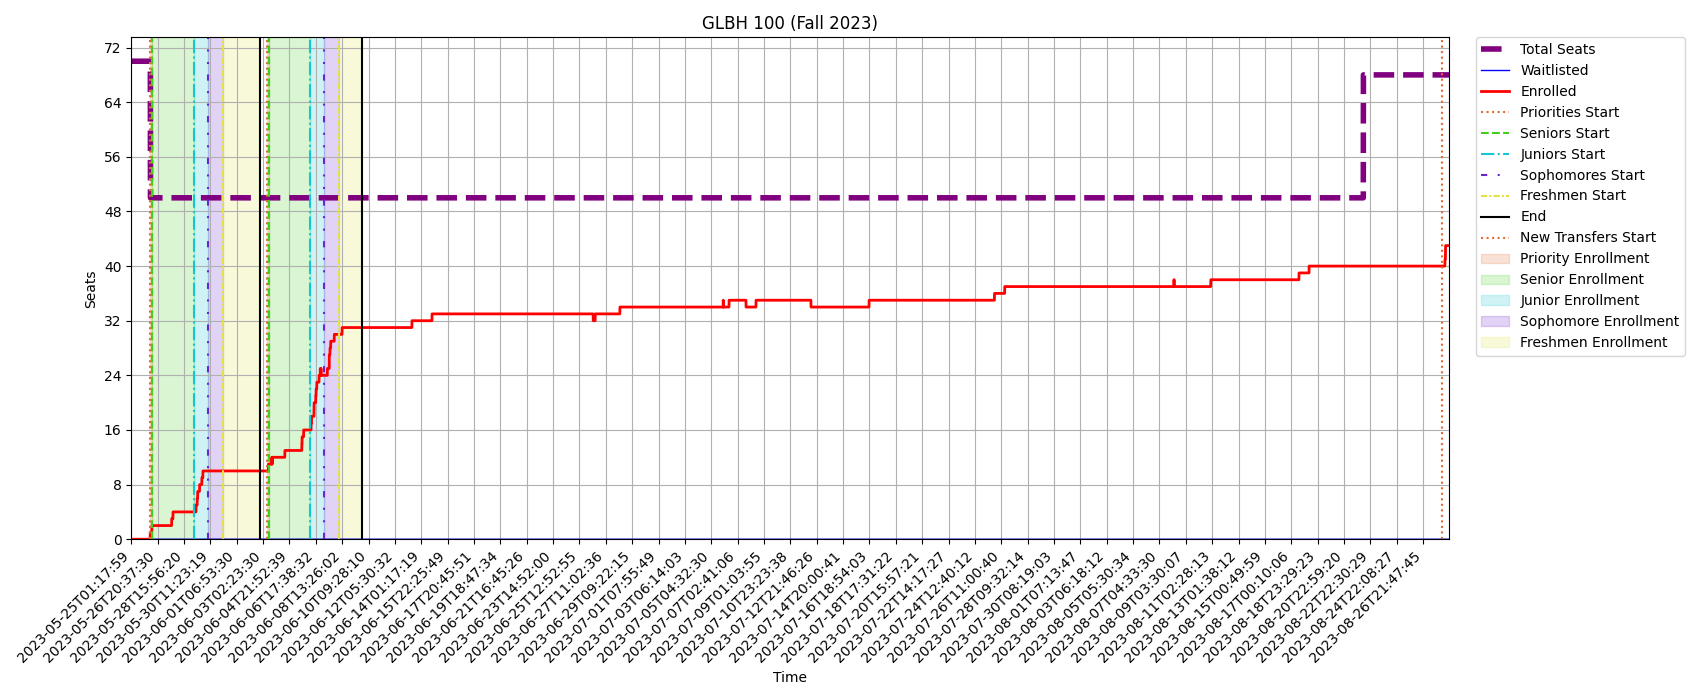 GLBH 100 (Fall 2023)
72
64
56
48
40
32
24
16
8
0
Seats
2023-05-25T01:17:59
2023-05-26T20:37:30
2023-05-28T15:56:20
2023-05-30T11:23:19
2023-06-01T06:53:30
2023-06-03T02:23:30
2023-06-04T21:52:39
2023-06-06T17:38:32
2023-06-08T13:26:02
2023-06-10T09:28:10
2023-06-12T05:30:32
2023-06-14T01:17:19
2023-06-15T22:25:49
2023-06-17T20:45:51
2023-06-19T18:47:34
2023-06-21T16:45:26
2023-06-23T14:52:00
2023-06-25T12:52:55
2023-06-27T11:02:36
2023-06-29T09:22:15
2023-07-01T07:55:49
2023-07-03T06:14:03
2023-07-05T04:32:30
2023-07-07T02:41:06
2023-07-09T01:03:55
2023-07-10T23:23:38
2023-07-12T21:46:26
2023-07-14T20:00:41
2023-07-16T18:54:03
2023-07-18T17:31:22
2023-07-20T15:57:21
2023-07-22T14:17:27
2023-07-24T12:40:12
2023-07-26T11:00:40
2023-07-28T09:32:14
2023-07-30T08:19:03
2023-08-01T07:13:47
2023-08-03T06:18:12
2023-08-05T05:30:34
2023-08-07T04:33:30
2023-08-09T03:30:07
2023-08-11T02:28:13
2023-08-13T01:38:12
2023-08-15T00:49:59
2023-08-17T00:10:06
2023-08-18T23:29:23
2023-08-20T22:59:20
2023-08-22T22:30:29
2023-08-24T22:08:27
2023-08-26T21:47:45
Time
Total Seats
Waitlisted
Enrolled
Priorities Start
Seniors Start
Juniors Start
Sophomores Start
Freshmen Start
End
New Transfers Start
Priority Enrollment
Senior Enrollment
Junior Enrollment
Sophomore Enrollment
Freshmen Enrollment